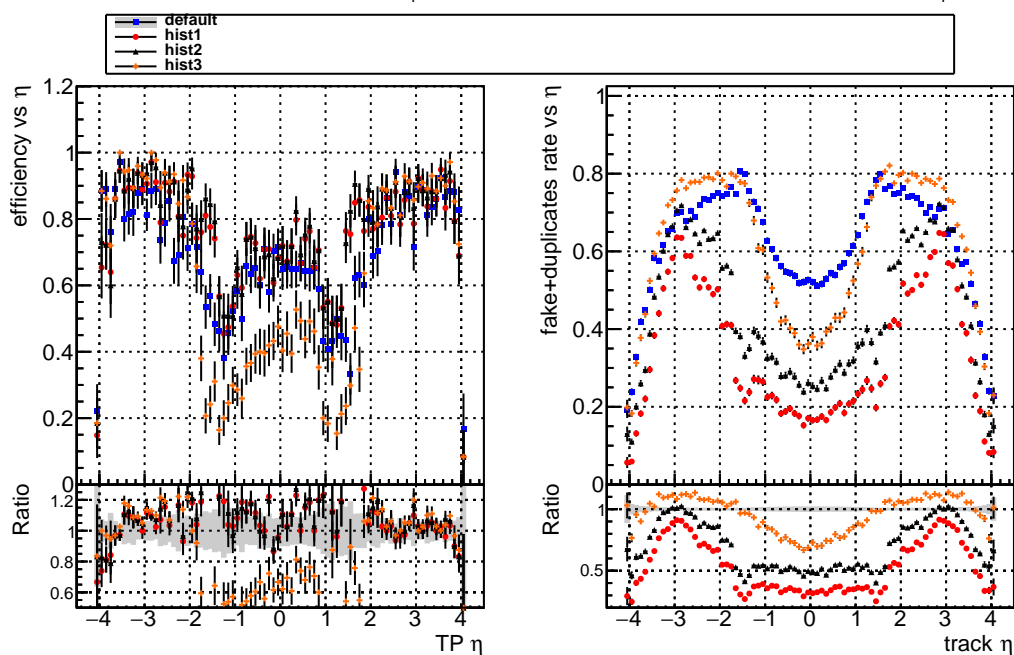 default
hist1
hist2
hist3
efficiency vs η
1.2
1
0.8
0.6
0.4
0.2
0
Ratio
1.2
1
0.8
0.6
−4 −3 −2 −1 0 1 2 3 4
TP η
fake+duplicates rate vs η
1
0.8
0.6
0.4
0.2
0
Ratio
1
0.5
−4 −3 −2 −1 0 1 2 3 4
track η